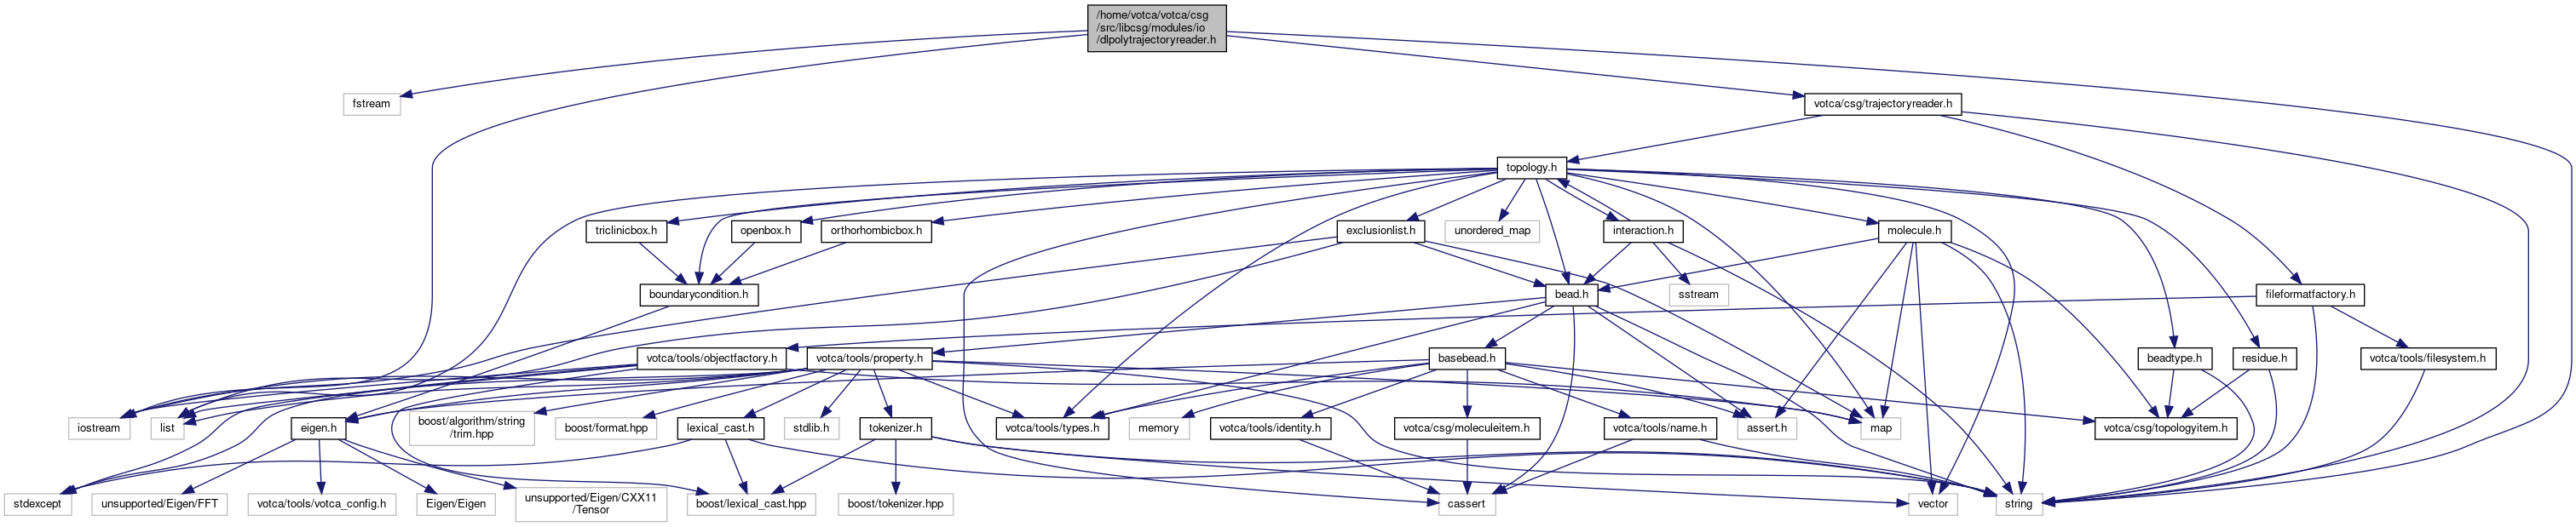 /home/votca/votca/csg
/src/libcsg/modules/io
/dlpolytrajectoryreader.h
fstream
votca/csg/trajectoryreader.h
topology.h
triclinicbox.h
openbox.h
orthorhombicbox.h
exclusionlist.h
unordered_map
interaction.h
molecule.h
boundarycondition.h
bead.h
sstream
fileformatfactory.h
votca/tools/objectfactory.h
votca/tools/property.h
basebead.h
beadtype.h
residue.h
votca/tools/filesystem.h
iostream
list
eigen.h
boost/algorithm/string
/trim.hpp
boost/format.hpp
lexical_cast.h
stdlib.h
tokenizer.h
votca/tools/types.h
memory
votca/tools/identity.h
votca/csg/moleculeitem.h
votca/tools/name.h
assert.h
map
votca/csg/topologyitem.h
stdexcept
unsupported/Eigen/FFT
votca/tools/votca_config.h
Eigen/Eigen
unsupported/Eigen/CXX11
/Tensor
boost/lexical_cast.hpp
boost/tokenizer.hpp
cassert
vector
string